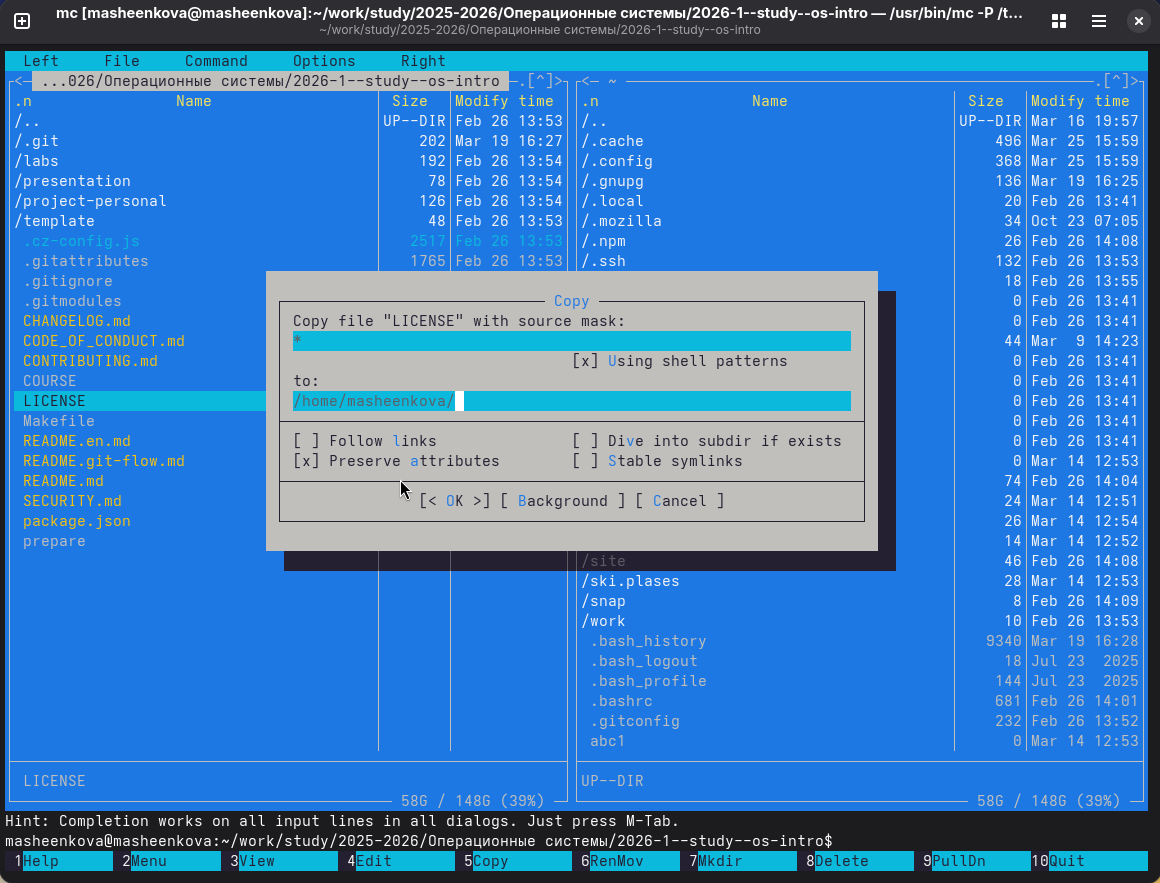 mc [masheenkova@masheenkova]:~/work/study/2025-2026/Операционные системы/2026-1--study--os-intro — /usr/bin/mc -P /t...
~/work/study/2025-2026/Операционные системы/2026-1--study--os-intro
Left File Command Options Right
<— ...026/Операционные системы/2026-1--study--os-intro —.[^]> <— ~ —.[^]>
.n Name Size Modify time .n Name Size Modify time
/.. UP--DIR Feb 26 13:53 /.. UP--DIR Mar 16 19:57
/.git 202 Mar 19 16:27 /.cache 496 Mar 25 15:59
/labs 192 Feb 26 13:54 /.config 368 Mar 25 15:59
/presentation 78 Feb 26 13:54 /.gnupg 136 Mar 19 16:25
/project-personal 126 Feb 26 13:54 /.local 20 Feb 26 13:41
/template 48 Feb 26 13:53 /.mozilla 34 Oct 23 07:05
.cz-config.js 2517 Feb 26 13:53 /.npm 26 Feb 26 14:08
.gitattributes 1765 Feb 26 13:53 /.ssh 132 Feb 26 13:53
.gitignore 18 Feb 26 13:55
.gitmodules Copy 0 Feb 26 13:41
CHANGELOG.md Copy file "LICENSE" with source mask: 0 Feb 26 13:41
CODE_OF_CONDUCT.md * 44 Mar 9 14:23
CONTRIBUTING.md [x] Using shell patterns 0 Feb 26 13:41
COURSE to: 0 Feb 26 13:41
LICENSE /home/masheenkova/ 0 Feb 26 13:41
Makefile 0 Feb 26 13:41
README.en.md [ ] Follow links [ ] Dive into subdir if exists 0 Feb 26 13:41
README.git-flow.md [x] Preserve attributes [ ] Stable symlinks 0 Mar 14 12:53
README.md 74 Feb 26 14:04
SECURITY.md [< OK >] [ Background ] [ Cancel ] 24 Mar 14 12:51
package.json 26 Mar 14 12:54
prepare 14 Mar 14 12:52
/site 46 Feb 26 14:08
/ski.plases 28 Mar 14 12:53
/snap 8 Feb 26 14:09
/work 10 Feb 26 13:53
.bash_history 9340 Mar 19 16:28
.bash_logout 18 Jul 23 2025
.bash_profile 144 Jul 23 2025
.bashrc 681 Feb 26 14:01
.gitconfig 232 Feb 26 13:52
abc1 0 Mar 14 12:53
LICENSE UP--DIR
58G / 148G (39%) 58G / 148G (39%)
Hint: Completion works on all input lines in all dialogs. Just press M-Tab.
masheenkova@masheenkova:~/work/study/2025-2026/Операционные системы/2026-1--study--os-intro$
1Help 2Menu 3View 4Edit 5Copy 6RenMov 7Mkdir 8Delete 9PullDn 10Quit